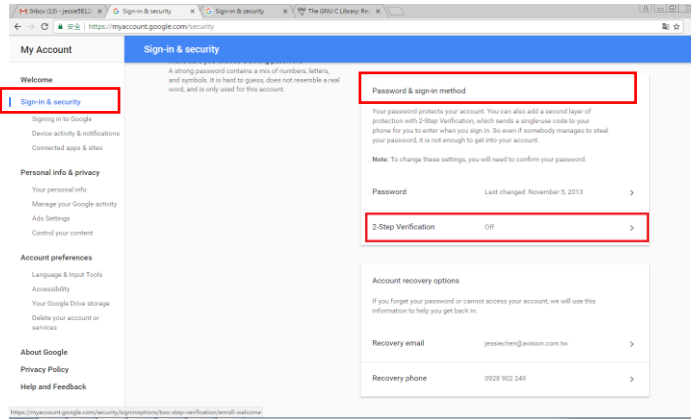 Inbox (13) - jessie5812
Sign-in & security
Sign-in & security
The GNU C Library: Re
https://myaccount.google.com/security
My Account
Sign-in & security
Welcome
Sign-in & security
Signing in to Google
Device activity & notifications
Connected apps & sites
Personal info & privacy
Your personal info
Manage your Google activity
Ads Settings
Control your content
Account preferences
Language & Input Tools
Accessibility
Your Google Drive storage
Delete your account or
services
About Google
Privacy Policy
Help and Feedback
A strong password contains a mix of numbers, letters,
and symbols. It is hard to guess, does not resemble a real
word, and is only used for this account.
Password & sign-in method
Your password protects your account. You can also add a second layer of
protection with 2-Step Verification, which sends a single-use code to your
phone for you to enter when you sign in. So even if somebody manages to steal
your password, it is not enough to get into your account.
Note: To change these settings, you will need to confirm your password.
Password Last changed: November 5, 2013
2-Step Verification Off
Account recovery options
If you forget your password or cannot access your account, we will use this
information to help you get back in.
Recovery email jessiechen@avision.com.tw
Recovery phone 0928 902 249
https://myaccount.google.com/security/signinoptions/two-step-verification/enroll-welcome